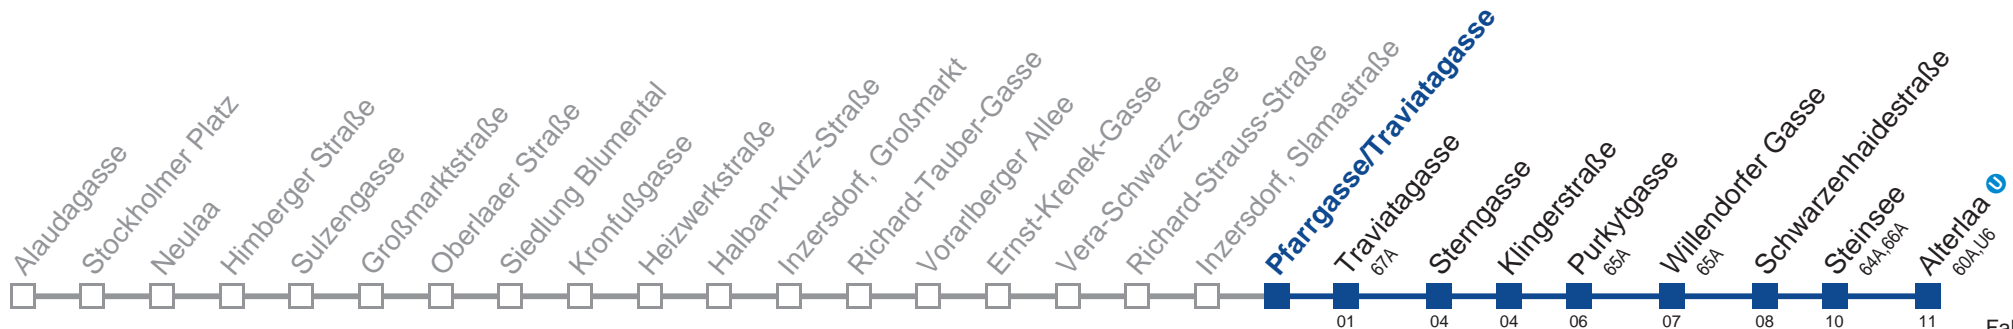 Alaudagasse
Stockholmer Platz
Neulaa
Himberger Straße
Sulzengasse
Großmarktstraße
Oberlaaer Straße
Siedlung Blumental
Kronfußgasse
Heizwerkstraße
Halban-Kurz-Straße
Inzersdorf, Großmarkt
Richard-Tauber-Gasse
Vorarlberger Allee
Ernst-Krenek-Gasse
Vera-Schwarz-Gasse
Richard-Strauss-Straße
Inzersdorf, Slamastraße
Pfarrgasse/Traviatagasse
Traviatagasse
67A
Sterngasse
Klingerstraße
Purkytgasse
65A
Willendorfer Gasse
65A
Schwarzenhaidestraße
Steinsee
64A,66A
Alterlaa U
60A,U6
01 04 04 06 07 08 10 11